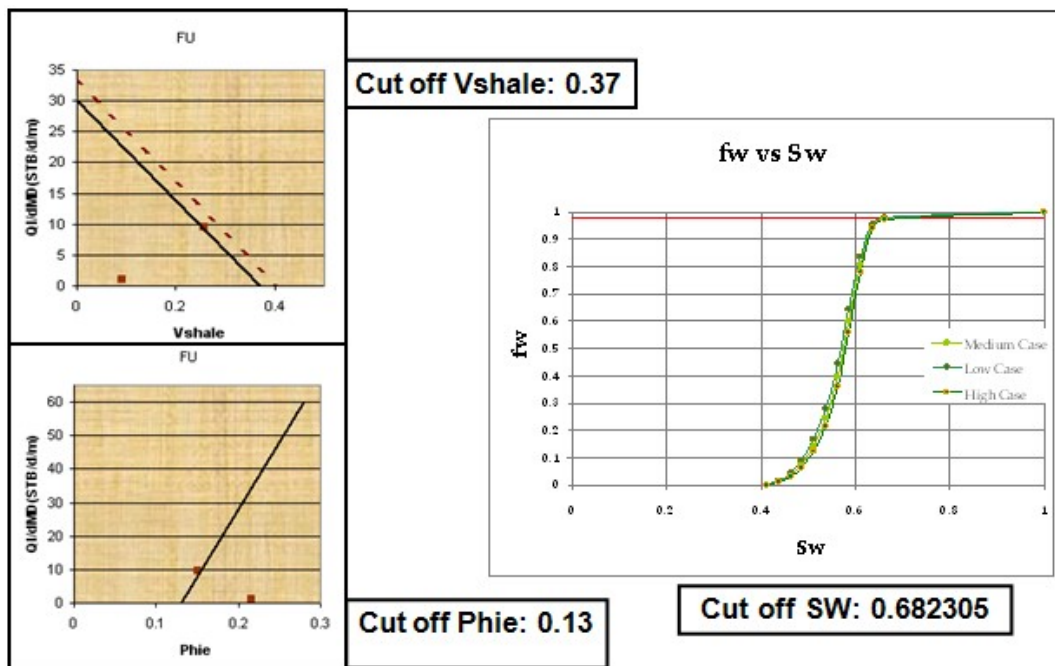 FU
35
30
25
20
15
10
5
0
QI/dMD(STB/d/m)
0 0.2 0.4
Vshale
Cut off Vshale: 0.37
FU
60
50
40
30
20
10
0
QI/dMD(STB/d/m)
0 0.1 0.2 0.3
Phie
Cut off Phie: 0.13
fw vs Sw
1
0.9
0.8
0.7
0.6
0.5
0.4
0.3
0.2
0.1
0
fw
0 0 0.4 0.6 0.8 1
Sw
Medium Case
Low Case
High Case
Cut off SW: 0.682305